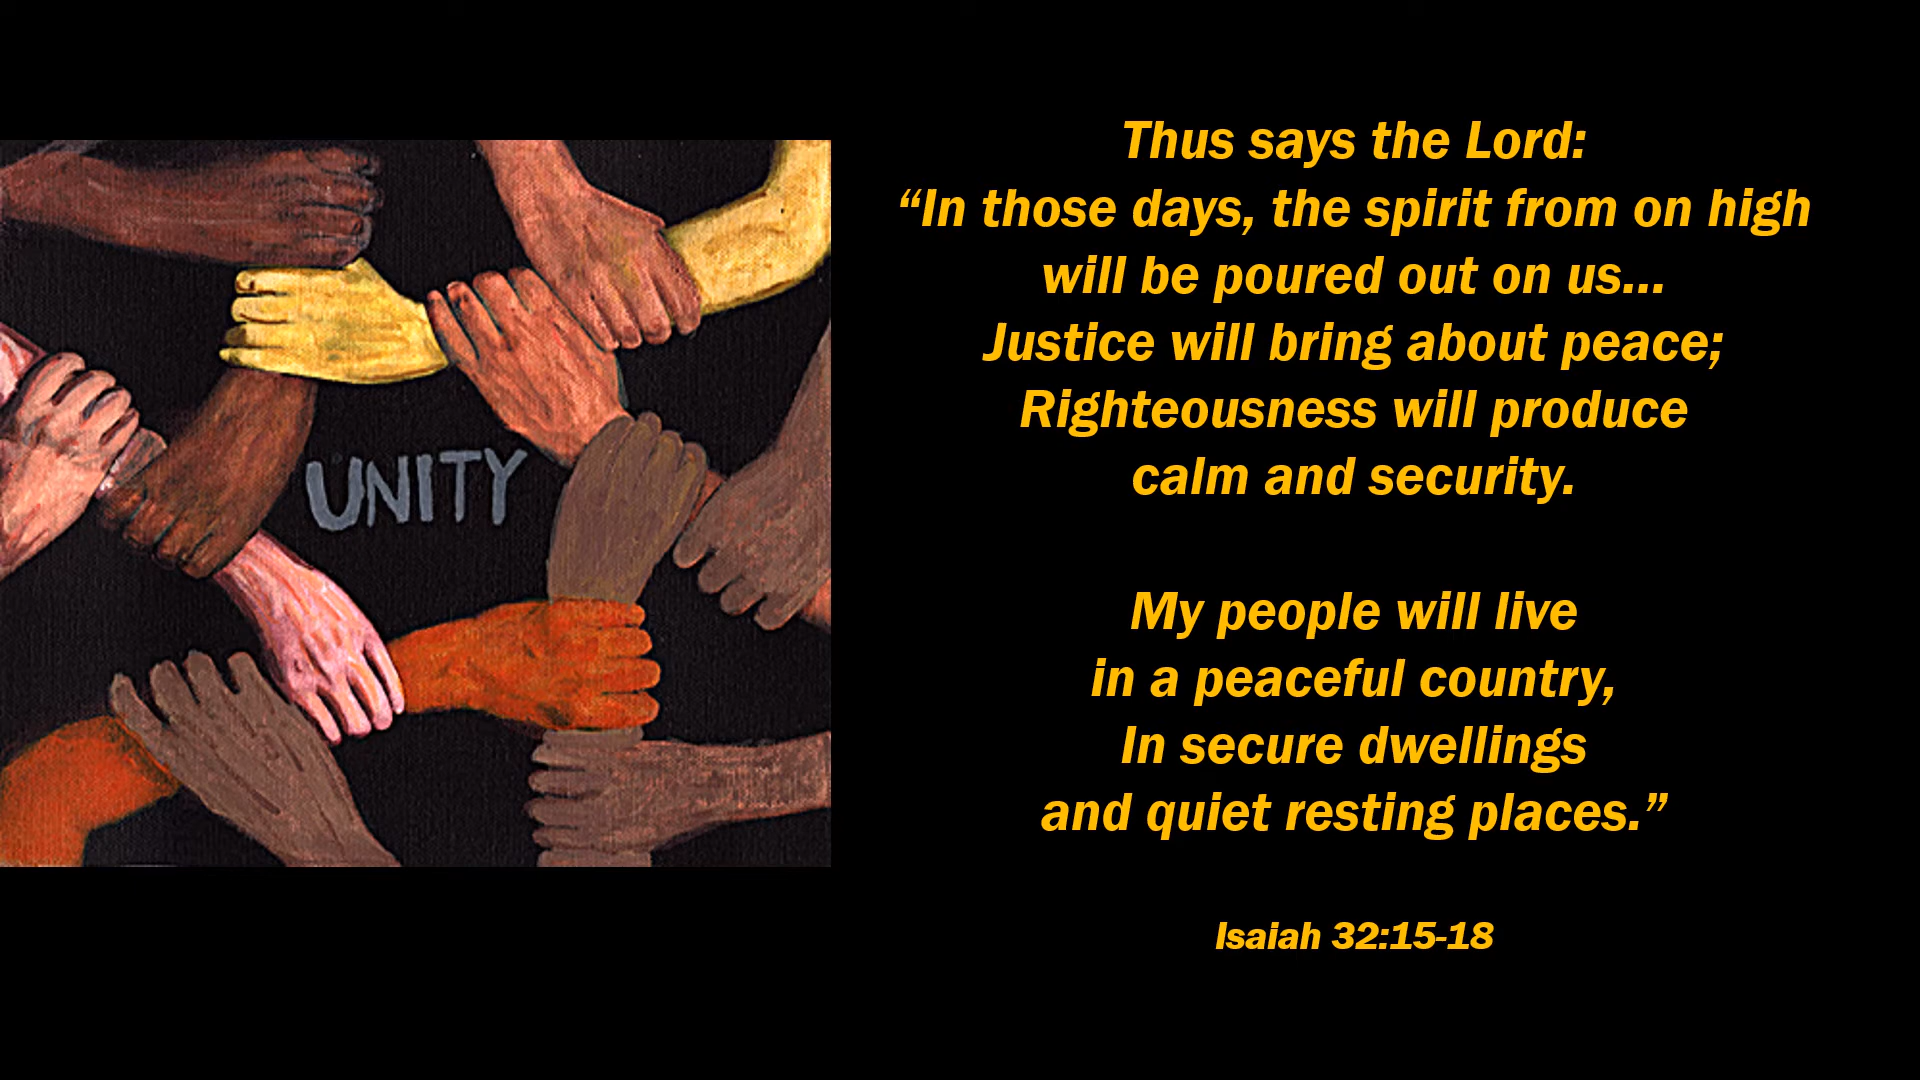 UNITY
Thus says the Lord:
“In those days, the spirit from on high
will be poured out on us...
Justice will bring about peace;
Righteousness will produce
calm and security.
My people will live
in a peaceful country,
In secure dwellings
and quiet resting places.”
Isaiah 32:15-18